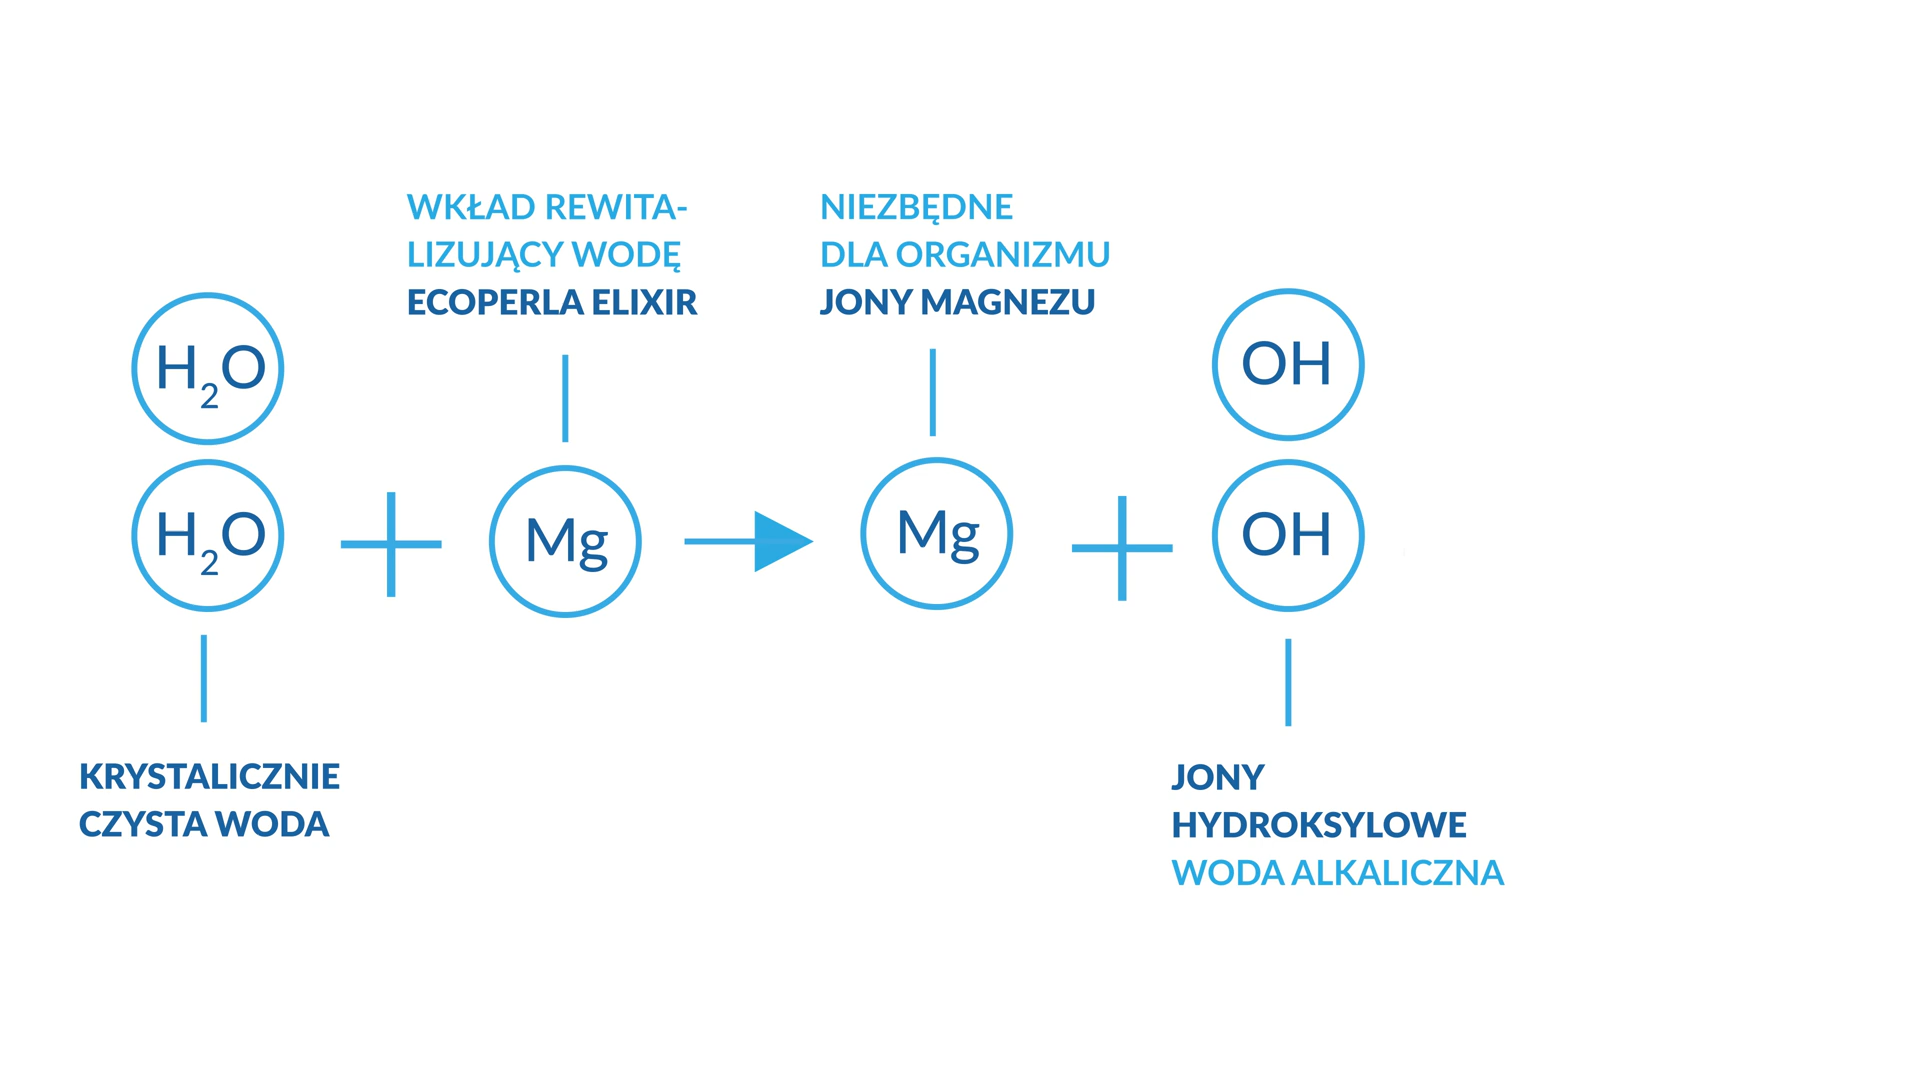 WKŁAD REWITA-
LIZUJĄCY WODĘ
ECOPERLA ELIXIR
NIEZBĘDNE
DLA ORGANIZMU
JONY MAGNEZU
H₂O
H₂O
+
Mg
Mg
+
OH
OH
KRYSTALICZNIE
CZYSTA WODA
JONY
HYDROKSYLOWE
WODA ALKALICZNA